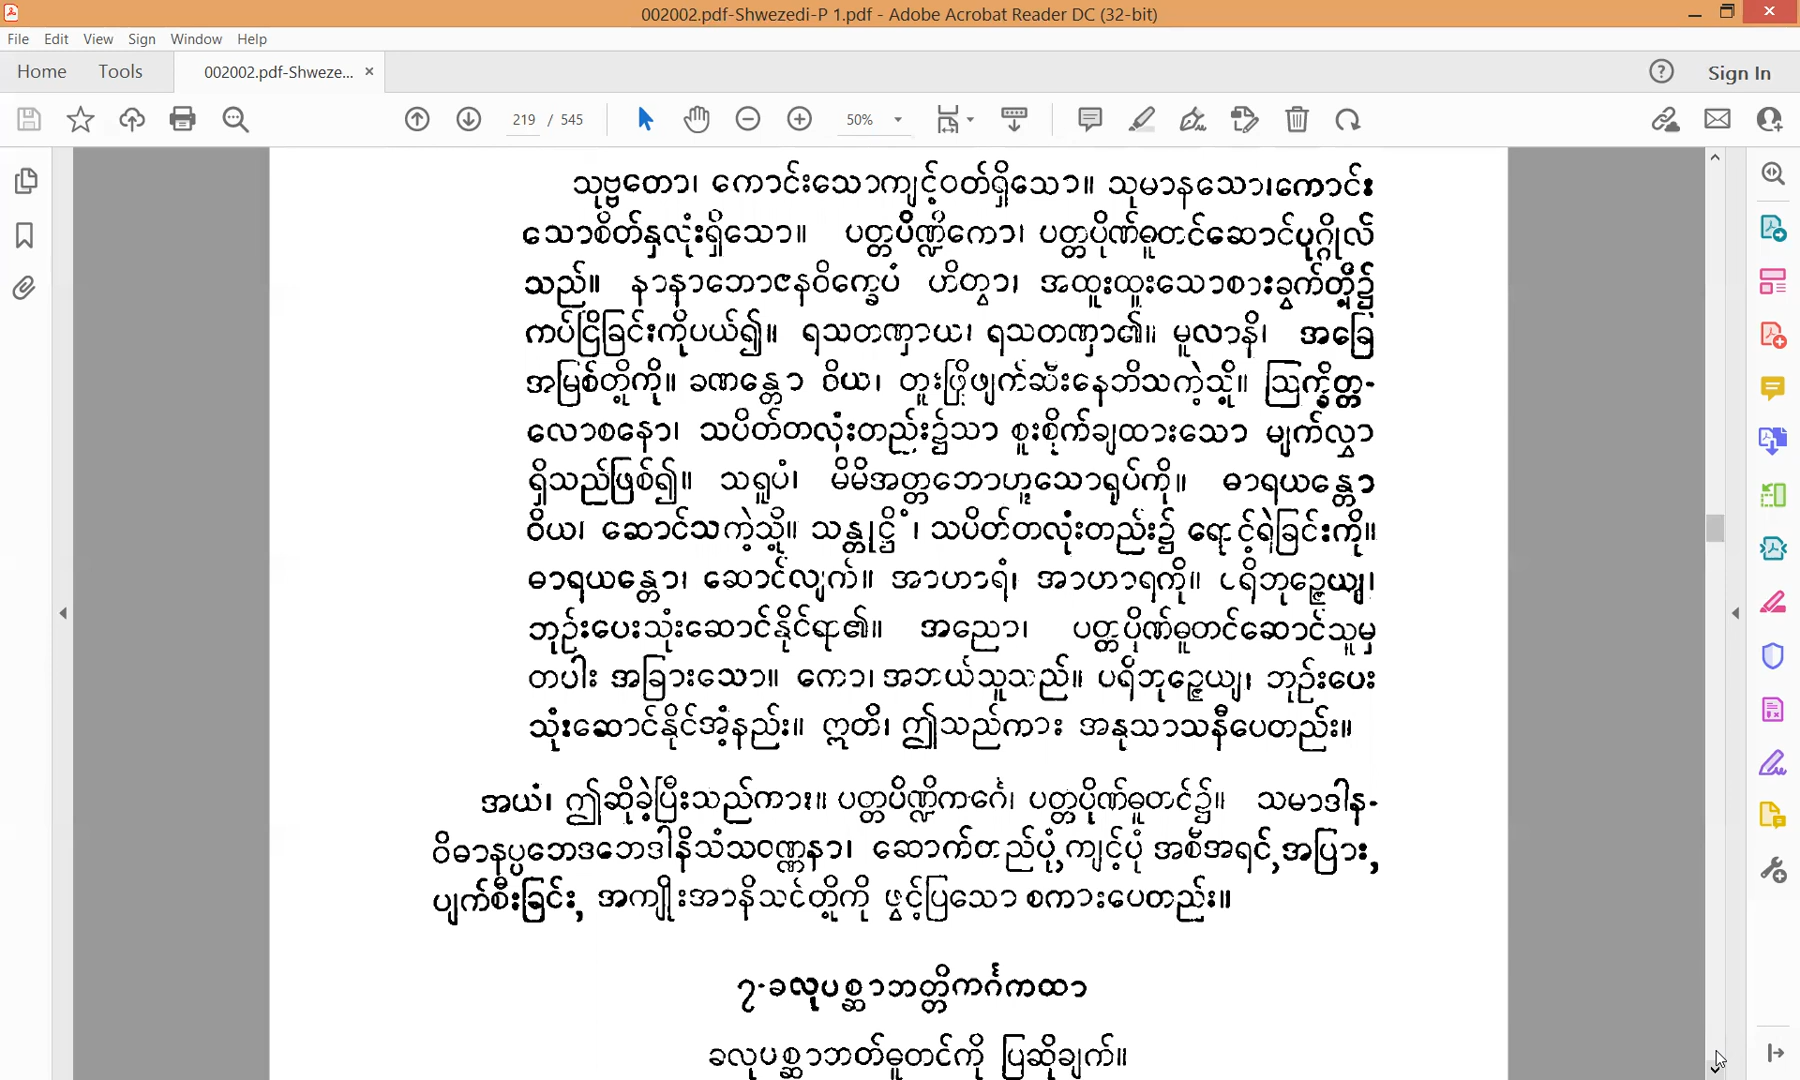 002002.pdf-Shwezedi-P 1.pdf - Adobe Acrobat Reader DC (32-bit)
File Edit View Sign Window Help
Home Tools 002002.pdf-Shweze... × Sign In
219 / 545 50%
သုဗ္ဗတော၊ ကောင်းသောကျင့်ဝတ်ရှိသော။ သုမာနသော၊ကောင်း
သောစိတ်နှလုံးရှိသော။ ပတ္တပိဏ္ဍိကော၊ ပတ္တပိုဏ်ဓူတင်ဆောင်ပုဂ္ဂိုလ်
သည်။ နာနာဘောဇနဝိက္ခေပံ ဟိတွာ၊ အထူးထူးသောစားခွက်တို့၌
ကပ်ငြိခြင်းကိုပယ်၍။ ရသတဏှာယ၊ ရသတဏှာ၏။ မူလာနိ၊ အခြေ
အမြစ်တို့ကို။ ခဏန္တော ဝိယ၊ တူးဖြိုဖျက်ဆီးနေဘိသကဲ့သို့။ ဩက္ခိတ္တ-
လောစနော၊ သပိတ်တလုံးတည်း၌သာ စူးစိုက်ချထားသော မျက်လွှာ
ရှိသည်ဖြစ်၍။ သရူပံ၊ မိမိအတ္တဘောဟူသောရုပ်ကို။ ဓာရယန္တော
ဝိယ၊ ဆောင်သကဲ့သို့။ သန္တုဋ္ဌိံ၊ သပိတ်တလုံးတည်း၌ ရောင့်ရဲခြင်းကို။
ဓာရယန္တော၊ ဆောင်လျက်။ အာဟာရံ၊ အာဟာရကို။ ပရိဘုဉ္ဇေယျ၊
ဘုဉ်းပေးသုံးဆောင်နိုင်ရာ၏။ အညော၊ ပတ္တပိုဏ်ဓူတင်ဆောင်သူမှ
တပါး အခြားသော။ ကော၊ အဘယ်သူသည်။ ပရိဘုဉ္ဇေယျ၊ ဘုဉ်းပေး
သုံးဆောင်နိုင်အံ့နည်း။ ဣတိ၊ ဤသည်ကား အနုသာသနီပေတည်း။
အယံ၊ ဤဆိုခဲ့ပြီးသည်ကား။ ပတ္တပိဏ္ဍိကင်္ဂေ၊ ပတ္တပိုဏ်ဓူတင်၌။ သမာဒါန-
ဝိဓာနပ္ပဘေဒဘေဒါနိသံသဝဏ္ဏနာ၊ ဆောက်တည်ပုံ,ကျင့်ပုံ အစီအရင်,အပြား,
ပျက်စီးခြင်း, အကျိုးအာနိသင်တို့ကို ဖွင့်ပြသော စကားပေတည်း။
၇-ခလုပစ္ဆာဘတ္တိကင်္ဂကထာ
ခလုပစ္ဆာဘတ်ဓူတင်ကို ပြဆိုချက်။